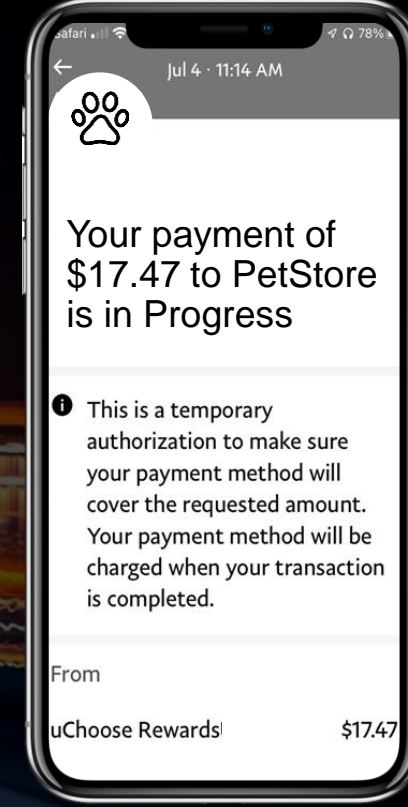 Safari 78%
Jul 4 · 11:14 AM
Your payment of
$17.47 to PetStore
is in Progress
This is a temporary
authorization to make sure
your payment method will
cover the requested amount.
Your payment method will be
charged when your transaction
is completed.
From
uChoose Rewards $17.47